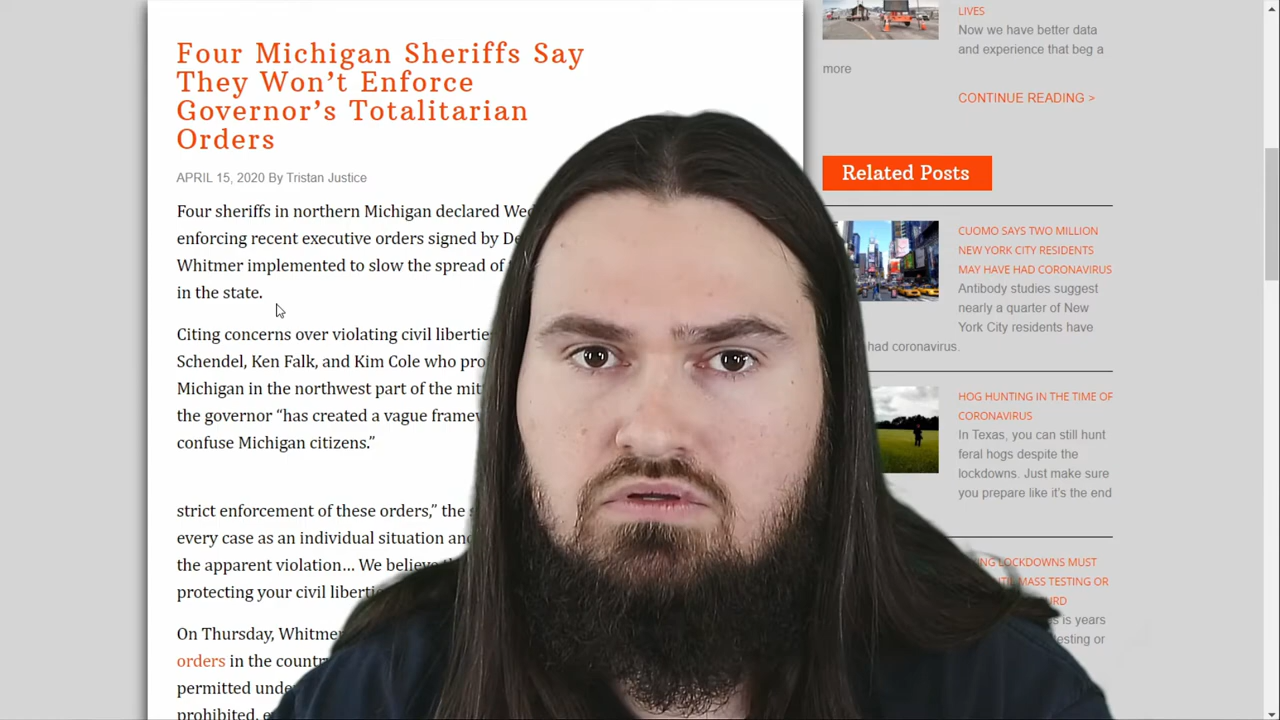 Four Michigan Sheriffs Say
They Won’t Enforce
Governor’s Totalitarian
Orders
APRIL 15, 2020 By Tristan Justice
Four sheriffs in northern Michigan declared
enforcing recent executive orders signed by
Whitmer implemented to slow the spread of
in the state.
Citing concerns over violating civil
Schendel, Ken Falk, and Kim Cole who
Michigan in the northwest part of the
the governor “has created a vague
confuse Michigan citizens.”
strict enforcement of these orders,” the
every case as an individual situation
the apparent violation… We
protecting your civil
On Thursday, Whitmer
orders in the
permitted
prohibited,
LIVES
Now we have better data
and experience that beg a
more
CONTINUE READING >
Related Posts
CUOMO SAYS TWO MILLION
NEW YORK CITY RESIDENTS
MAY HAVE HAD CORONAVIRUS
Antibody studies suggest
nearly a quarter of New
York City residents have
had coronavirus.
HOG HUNTING IN THE TIME OF
CORONAVIRUS
In Texas, you can still hunt
feral hogs despite the
lockdowns. Just make sure
you prepare like it’s the end
LOCKDOWNS MUST
MASS TESTING OR
is years
or